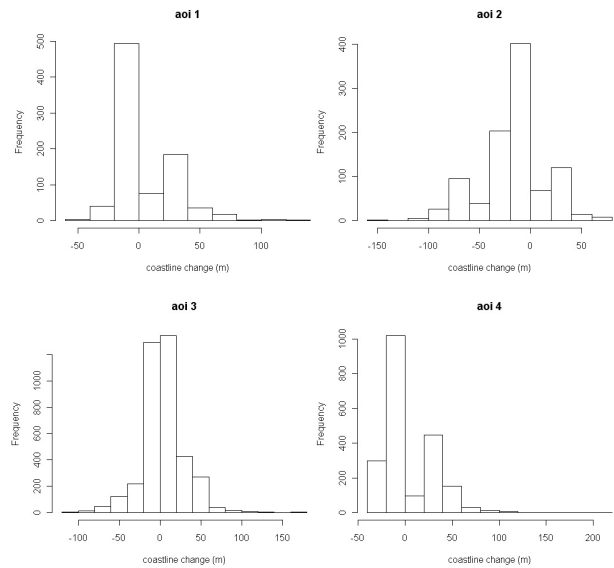 aoi 1
Frequency
0 100 200 300 400 500
-50 0 50 100
coastline change (m)
aoi 2
Frequency
0 100 200 300 400
-150 -100 -50 0 50
coastline change (m)
aoi 3
Frequency
0 200 400 600 800 1000
-100 -50 0 50 100 150
coastline change (m)
aoi 4
Frequency
0 200 400 600 800 1000
-50 0 50 100 150 200
coastline change (m)